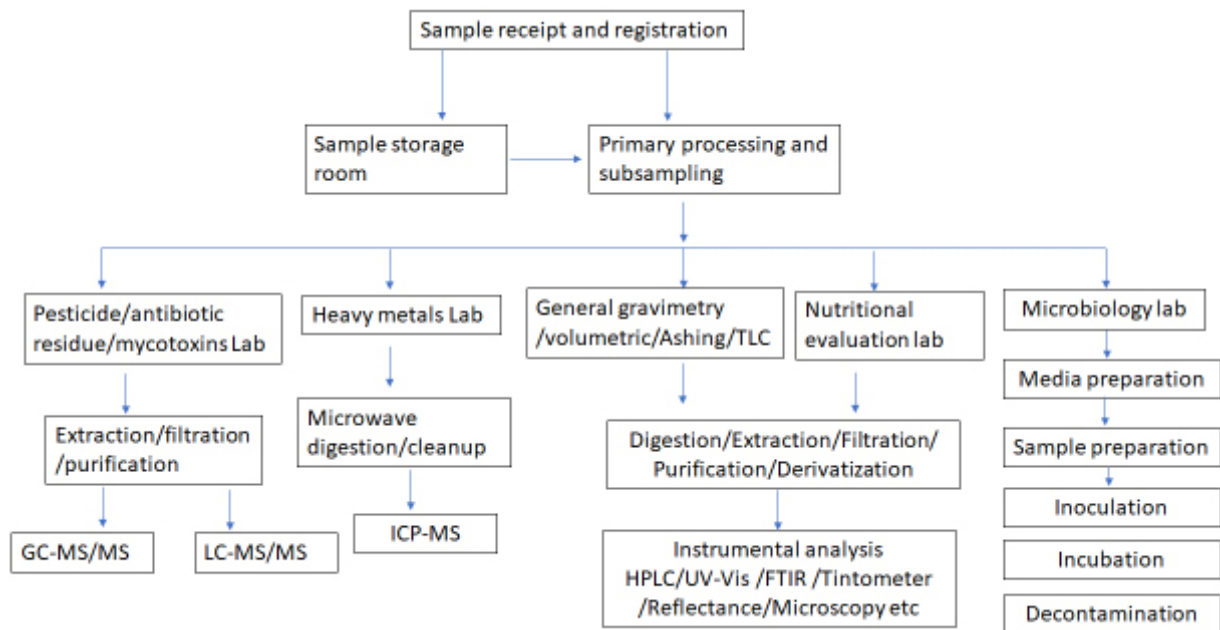 Sample receipt and registration
Sample storage
room
Primary processing and
subsampling
Pesticide/antibiotic
residue/mycotoxins Lab
Heavy metals Lab
General gravimetry
/volumetric/Ashing/TLC
Nutritional
evaluation lab
Microbiology lab
Extraction/filtration
/purification
Microwave
digestion/cleanup
Digestion/Extraction/Filtration/
Purification/Derivatization
Media preparation
Sample preparation
GC-MS/MS
LC-MS/MS
ICP-MS
Instrumental analysis
HPLC/UV-Vis /FTIR /Tintometer
/Reflectance/Microscopy etc
Inoculation
Incubation
Decontamination